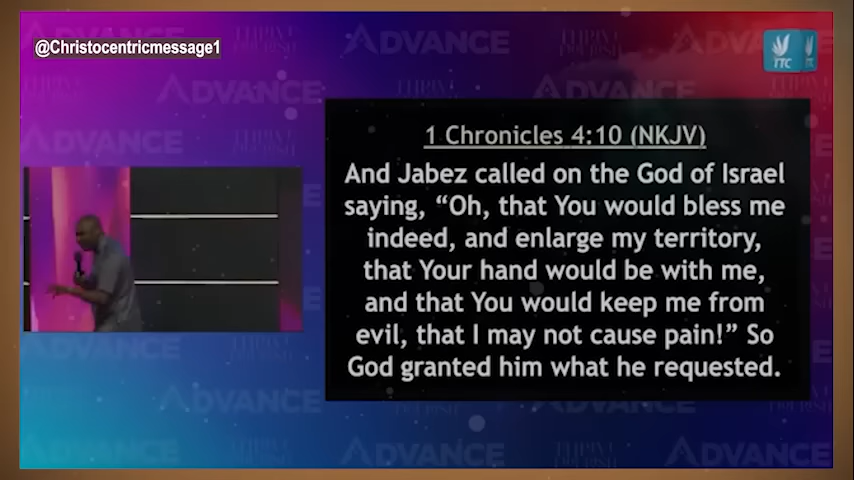 @Christocentricmessage1
TTC
ADVANCE
1 Chronicles 4:10 (NKJV)
And Jabez called on the God of Israel
saying, “Oh, that You would bless me
indeed, and enlarge my territory,
that Your hand would be with me,
and that You would keep me from
evil, that I may not cause pain!” So
God granted him what he requested.